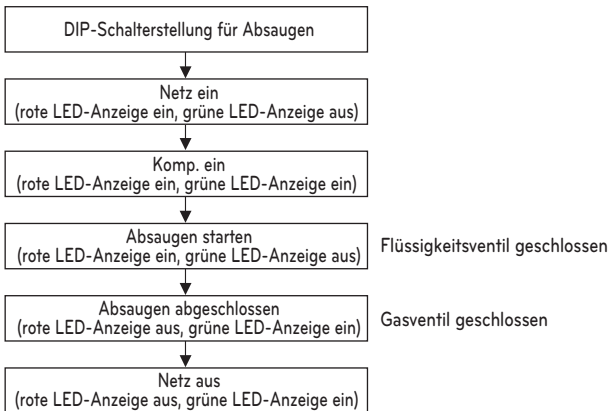 DIP-Schalterstellung für Absaugen
Netz ein
(rote LED-Anzeige ein, grüne LED-Anzeige aus)
Komp. ein
(rote LED-Anzeige ein, grüne LED-Anzeige ein)
Absaugen starten
(rote LED-Anzeige ein, grüne LED-Anzeige aus)
Flüssigkeitsventil geschlossen
Absaugen abgeschlossen
(rote LED-Anzeige aus, grüne LED-Anzeige ein)
Gasventil geschlossen
Netz aus
(rote LED-Anzeige aus, grüne LED-Anzeige ein)